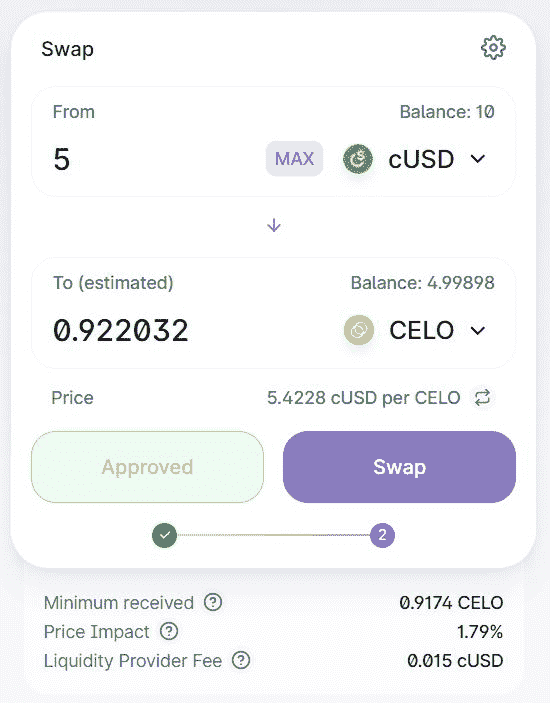 Swap
From Balance: 10
5 MAX cUSD
To (estimated) Balance: 4.99898
0.922032 CELO
Price 5.4228 cUSD per CELO
Approved Swap
2
Minimum received ? 0.9174 CELO
Price Impact ? 1.79%
Liquidity Provider Fee ? 0.015 cUSD